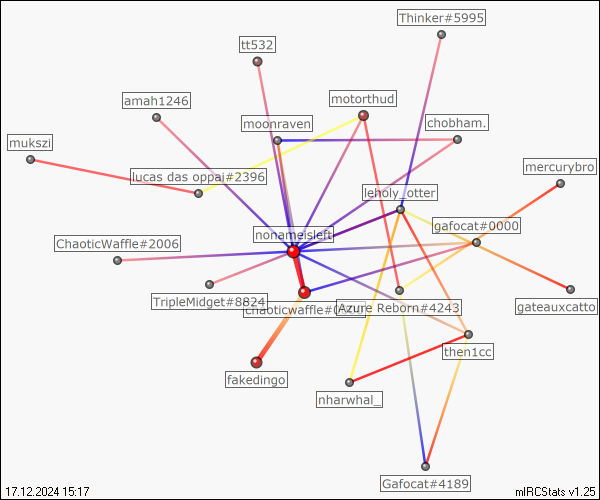 Thinker#5995
tt532
amah1246
motorthud
moonraven
chobham.
mukszi
mercurybro
lucas das oppai#2396
leholy_otter
gafocat#0000
nonameisleft
ChaoticWaffle#2006
TripleMidget#8824
chaoticwaffle#0
Azure Reborn#4243
gateauxcatto
then1cc
fakedingo
nharwhal_
Gafocat#4189
17.12.2024 15:17
mIRCStats v1.25